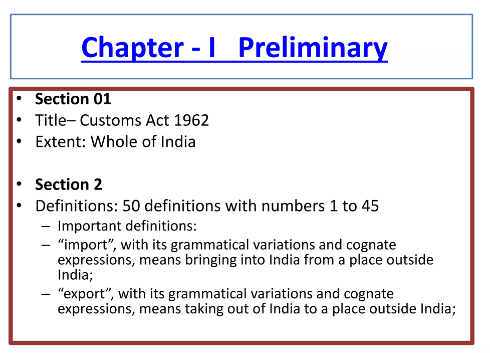 Chapter - I   Preliminary
• Section 01
• Title– Customs Act 1962
• Extent: Whole of India
• Section 2
• Definitions: 50 definitions with numbers 1 to 45
– Important definitions:
– “import”, with its grammatical variations and cognate
expressions, means bringing into India from a place outside
India;
– “export”, with its grammatical variations and cognate
expressions, means taking out of India to a place outside India;